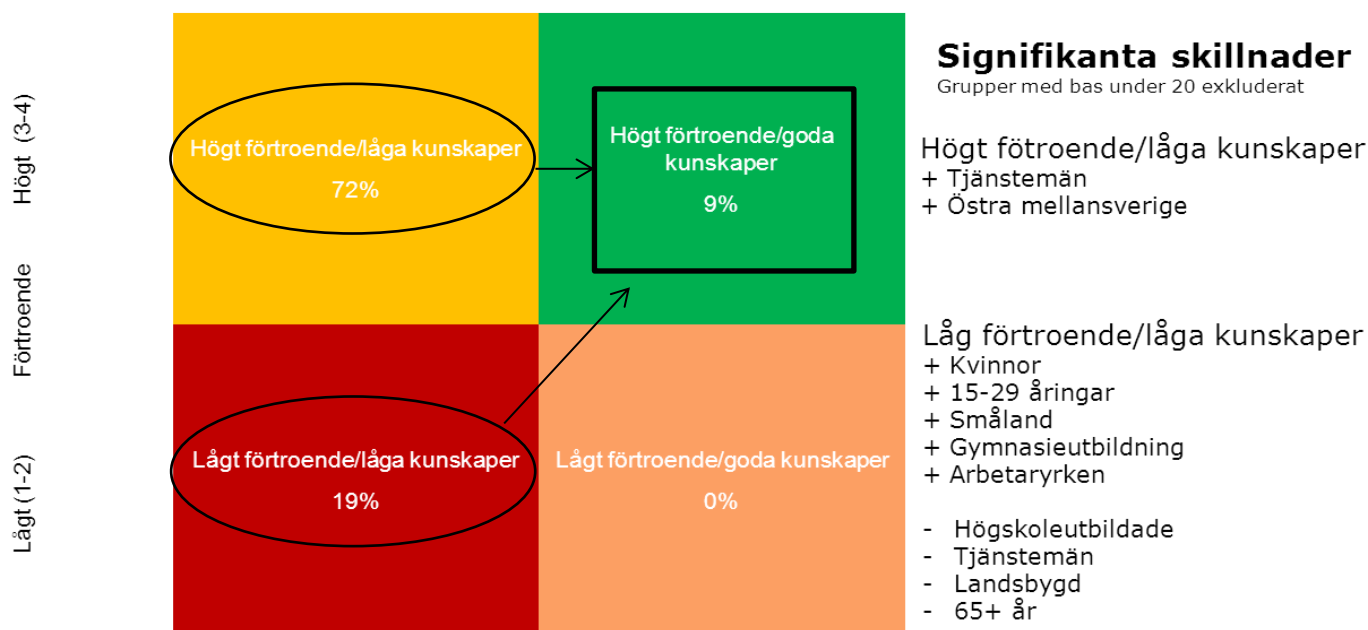 Högt (3-4)
Förtroende
Lågt (1-2)
Högt förtroende/låga kunskaper
72%
Högt förtroende/goda
kunskaper
9%
Lågt förtroende/låga kunskaper
19%
Lågt förtroende/goda kunskaper
0%
Signifikanta skillnader
Grupper med bas under 20 exkluderat
Högt fötroende/låga kunskaper
+ Tjänstemän
+ Östra mellansverige
Låg förtroende/låga kunskaper
+ Kvinnor
+ 15-29 åringar
+ Småland
+ Gymnasieutbildning
+ Arbetaryrken
- Högskoleutbildade
- Tjänstemän
- Landsbygd
- 65+ år